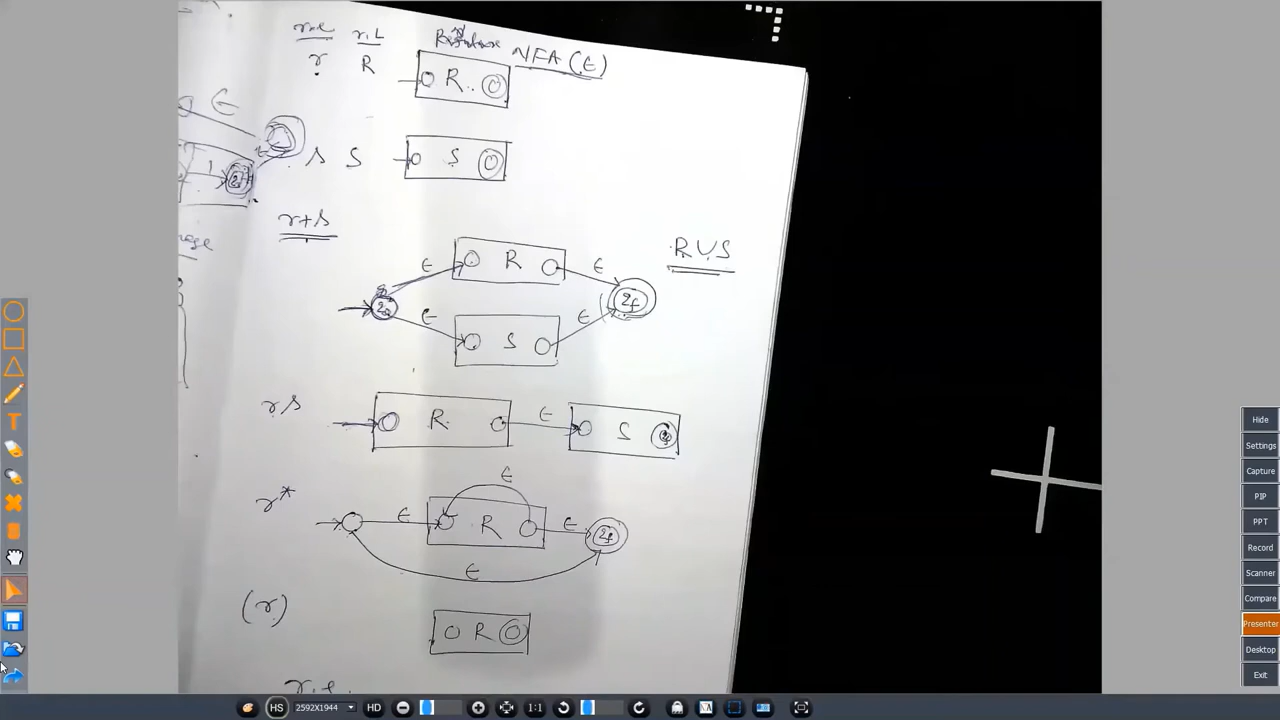 r.e r.L NFA(ε)
r R R
s S S
r+s
ε R ε R∪S
q0 qf
ε S ε
rs R ε S
ε
r* ε R ε qf
ε
(r) R
Hide
Settings
Capture
PIP
PPT
Record
Scanner
Compare
Presenter
Desktop
Exit
HS 2592X1944 HD 1:1